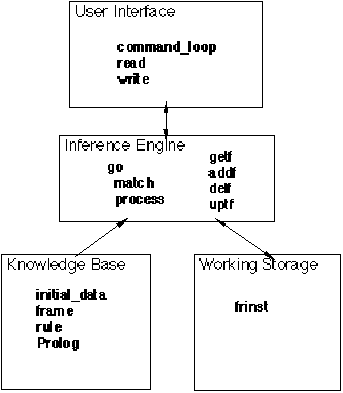 User Interface
command_loop
read
write
Inference Engine
go
match
process
getf
addf
delf
uptf
Knowledge Base
initial_data
frame
rule
Prolog
Working Storage
frinst